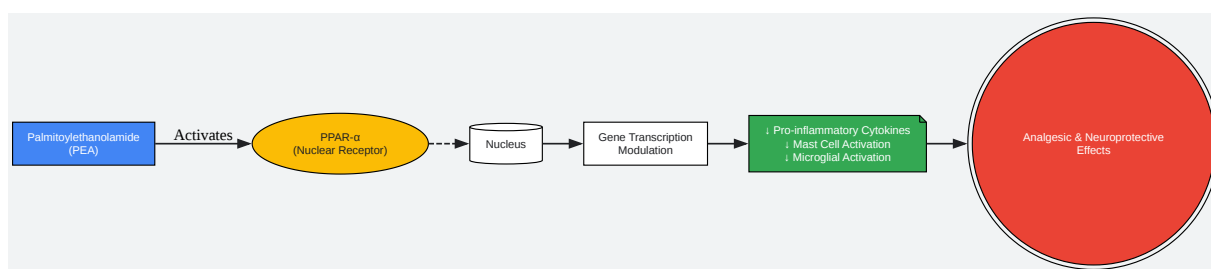 Palmitoylethanolamide
(PEA)
Activates
PPAR-α
(Nuclear Receptor)
Nucleus
Gene Transcription
Modulation
↓ Pro-inflammatory Cytokines
↓ Mast Cell Activation
↓ Microglial Activation
Analgesic & Neuroprotective
Effects